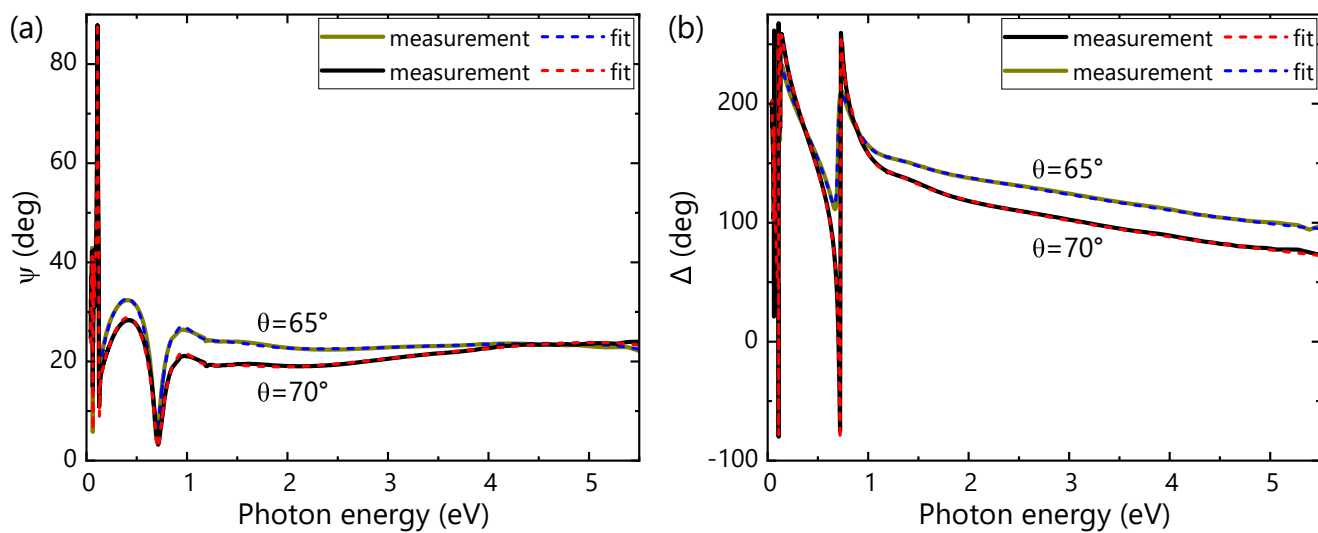 (a)
measurement fit
measurement fit
ψ (deg)
80
60
40
20
0
θ=65°
θ=70°
0 1 2 3 4 5
Photon energy (eV)
(b)
measurement fit
measurement fit
Δ (deg)
200
100
0
-100
θ=65°
θ=70°
0 1 2 3 4 5
Photon energy (eV)